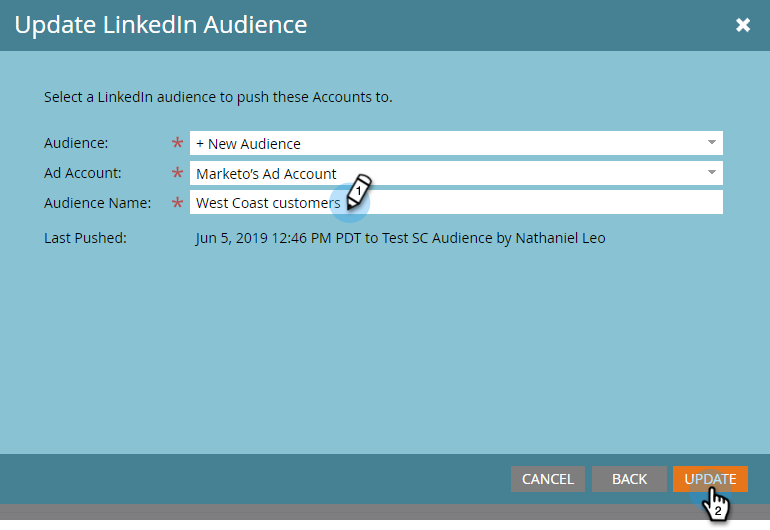 Update LinkedIn Audience
Select a LinkedIn audience to push these Accounts to.
Audience: * + New Audience
Ad Account: * Marketo's Ad Account
Audience Name: * West Coast customers
1
Last Pushed: Jun 5, 2019 12:46 PM PDT to Test SC Audience by Nathaniel Leo
CANCEL BACK UPDATE
2